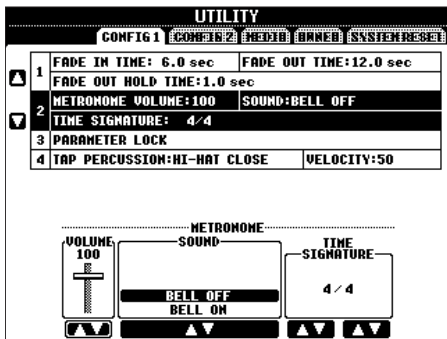 UTILITY
CONFIG 1 CONFIG 2 MEDIA OWNER SYSTEM RESET
1 FADE IN TIME: 6.0 sec FADE OUT TIME:12.0 sec
FADE OUT HOLD TIME:1.0 sec
2 METRONOME VOLUME:100 SOUND:BELL OFF
TIME SIGNATURE: 4/4
3 PARAMETER LOCK
4 TAP PERCUSSION:HI-HAT CLOSE VELOCITY:50
METRONOME
VOLUME SOUND TIME SIGNATURE
100
4/4
BELL OFF
BELL ON